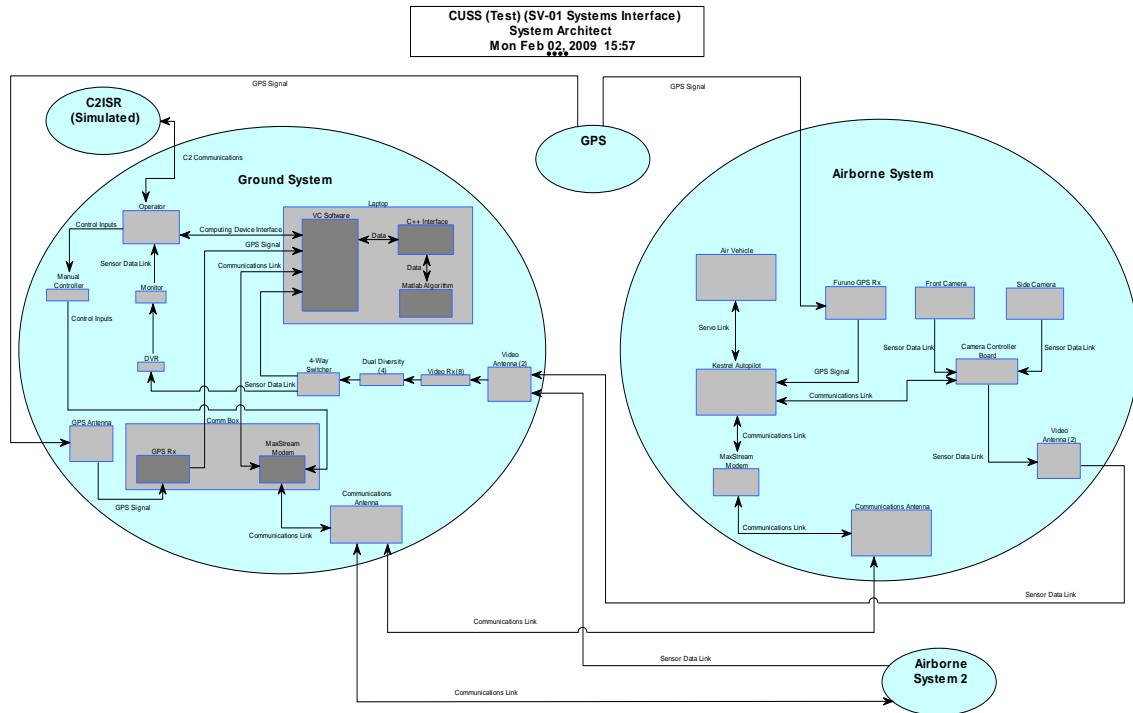 CUSS (Test) (SV-01 Systems Interface)
System Architect
Mon Feb 02, 2009 15:57
GPS Signal
GPS Signal
C2ISR
(Simulated)
GPS
C2 Communications
Ground System
Airborne System
Operator
Laptop
VC Software
C++ Interface
Control Inputs
Computing Device Interface
Data
GPS Signal
Sensor Data Link
Communications Link
Data
Manual
Controller
Monitor
Matlab Algorithm
Control Inputs
DVR
4-Way
Switcher
Dual Diversity
(4)
Video Rx (8)
Video
Antenna (2)
Sensor Data Link
GPS Antenna
Comm Box
GPS Rx
MaxStream
Modem
GPS Signal
Communications
Antenna
Communications Link
Air Vehicle
Furuno GPS Rx
Front Camera
Side Camera
Servo Link
Sensor Data Link
Camera Controller
Board
Sensor Data Link
Kestrel Autopilot
GPS Signal
Communications Link
Communications Link
Video
Antenna (2)
Sensor Data Link
MaxStream
Modem
Communications Antenna
Communications Link
Sensor Data Link
Communications Link
Sensor Data Link
Airborne
System 2
Communications Link